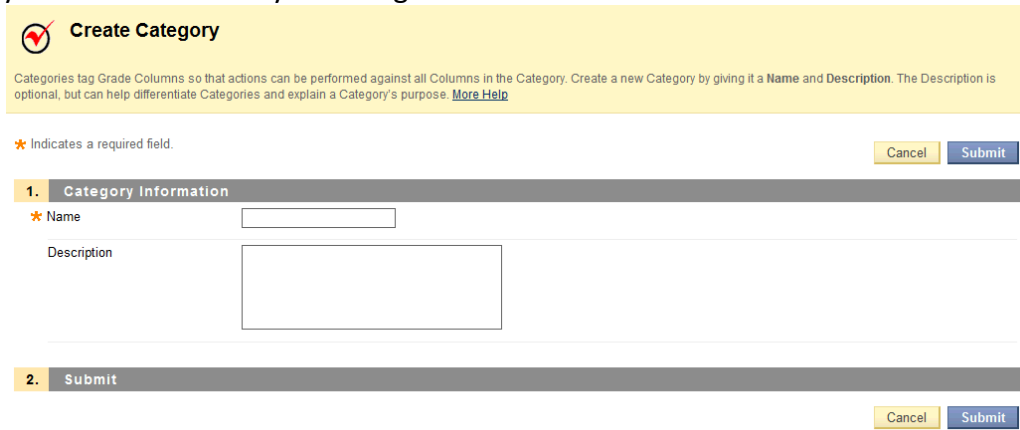 Create Category
Categories tag Grade Columns so that actions can be performed against all Columns in the Category. Create a new Category by giving it a Name and Description. The Description is
optional, but can help differentiate Categories and explain a Category's purpose. More Help
* Indicates a required field.
Cancel Submit
1. Category Information
* Name
Description
2. Submit
Cancel Submit